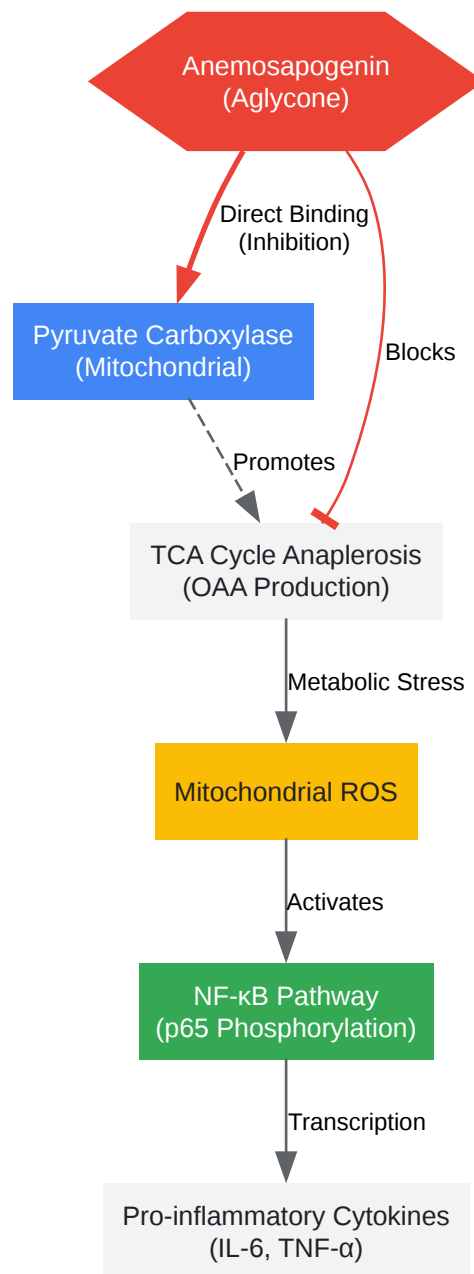 Anemosapogenin
(Aglycone)
Direct Binding
(Inhibition)
Pyruvate Carboxylase
(Mitochondrial)
Blocks
Promotes
TCA Cycle Anaplerosis
(OAA Production)
Metabolic Stress
Mitochondrial ROS
Activates
NF-κB Pathway
(p65 Phosphorylation)
Transcription
Pro-inflammatory Cytokines
(IL-6, TNF-α)